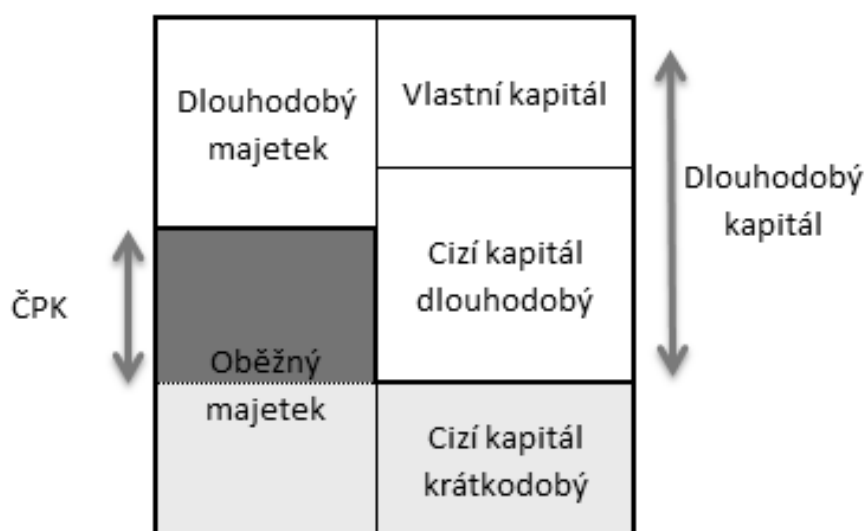 Dlouhodobý
majetek
Vlastní kapitál
Dlouhodobý
kapitál
ČPK
Cizí kapitál
dlouhodobý
Oběžný
majetek
Cizí kapitál
krátkodobý